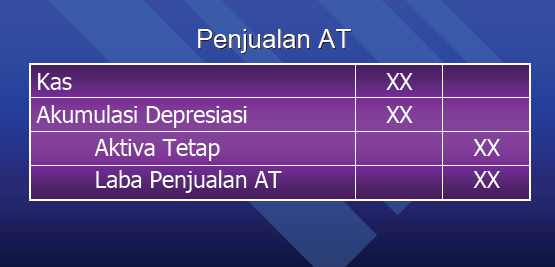 Penjualan AT
Kas XX
Akumulasi Depresiasi XX
Aktiva Tetap XX
Laba Penjualan AT XX